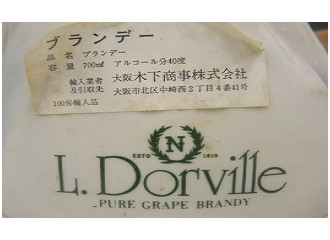 ブランデー
品名 ブランデー
容量 700㎖ アルコール分40度
輸入業者 大阪木下商事株式会社
及引取先 大阪市北区中崎西2丁目4番41号
100%輸入品
N
ESTD 1818
L. Dorville
PURE GRAPE BRANDY